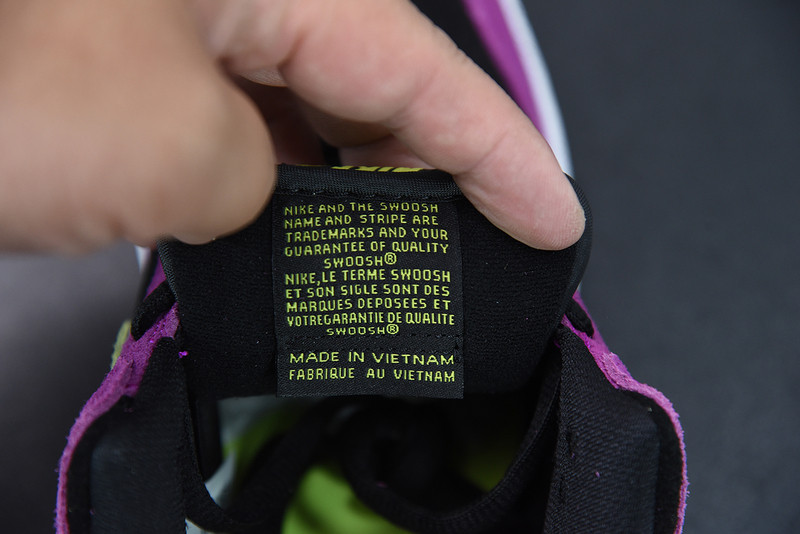 NIKE AND THE SWOOSH
NAME AND STRIPE ARE
TRADEMARKS AND YOUR
GUARANTEE OF QUALITY
SWOOSH®
NIKE, LE TERME SWOOSH
ET SON SIGLE SONT DES
MARQUES DEPOSEES ET
VOTREGARANTIE DE QUALITE
SWOOSH®
MADE IN VIETNAM
FABRIQUE AU VIETNAM